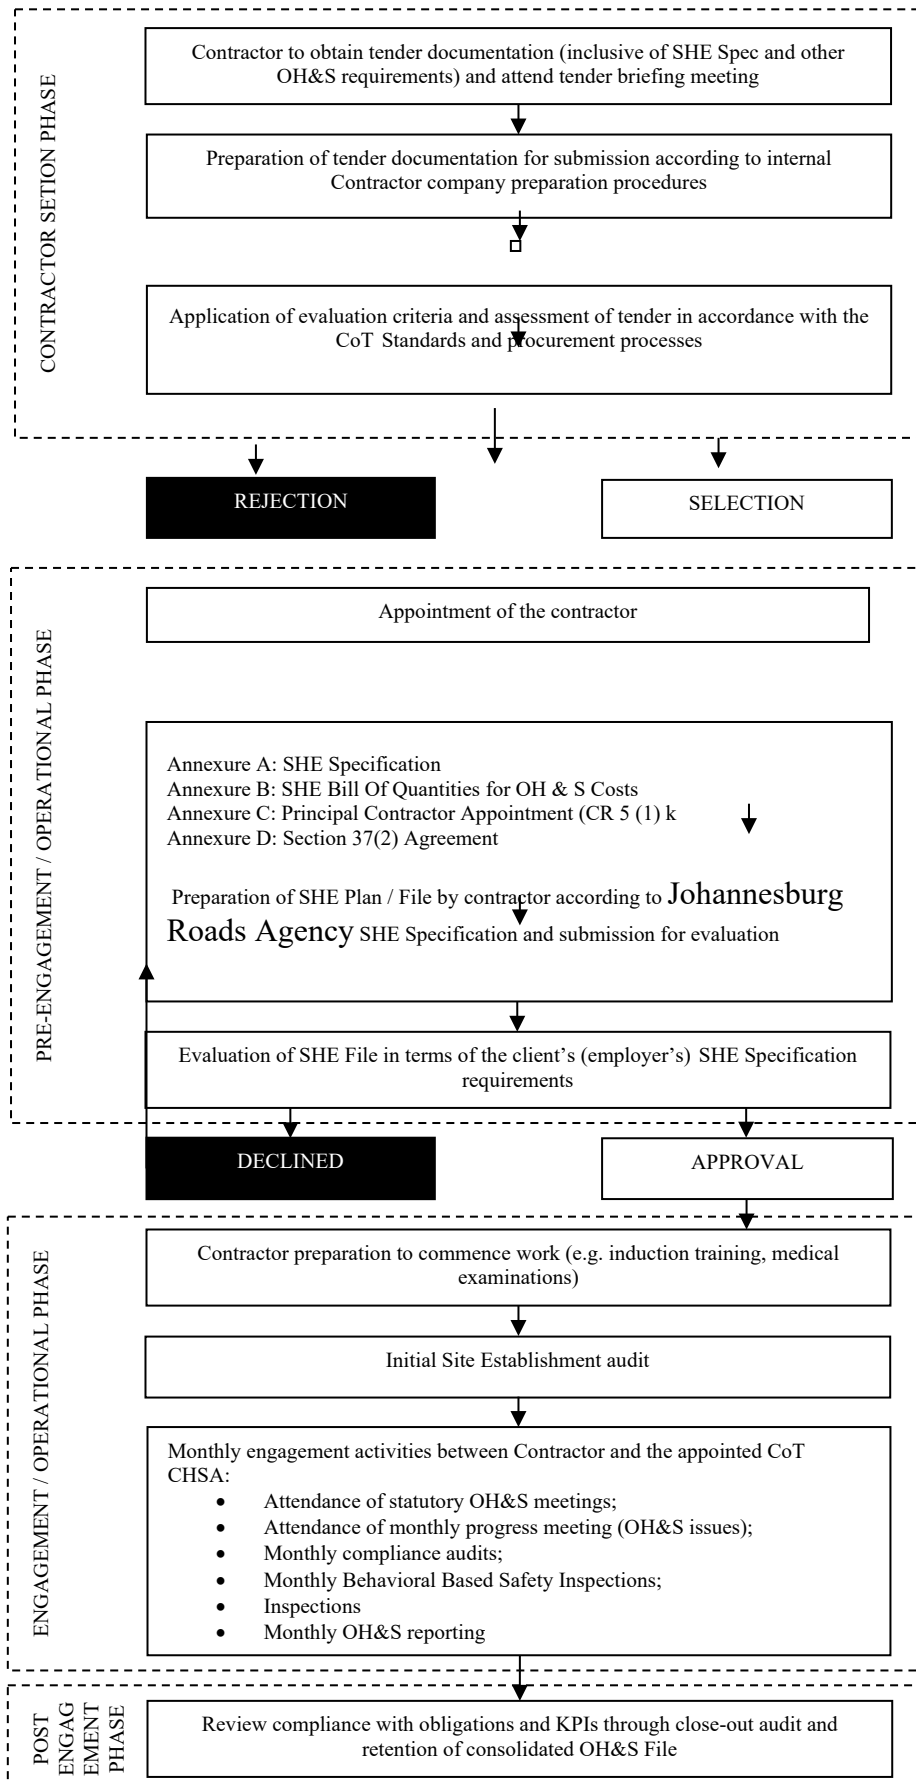 CONTRACTOR SETION PHASE
Contractor to obtain tender documentation (inclusive of SHE Spec and other
OH&S requirements) and attend tender briefing meeting
Preparation of tender documentation for submission according to internal
Contractor company preparation procedures
Application of evaluation criteria and assessment of tender in accordance with the
CoT Standards and procurement processes
REJECTION
SELECTION
PRE-ENGAGEMENT / OPERATIONAL PHASE
Appointment of the contractor
Annexure A: SHE Specification
Annexure B: SHE Bill Of Quantities for OH & S Costs
Annexure C: Principal Contractor Appointment (CR 5 (1) k
Annexure D: Section 37(2) Agreement
Preparation of SHE Plan / File by contractor according to Johannesburg
Roads Agency SHE Specification and submission for evaluation
Evaluation of SHE File in terms of the client's (employer's) SHE Specification
requirements
DECLINED
APPROVAL
ENGAGEMENT / OPERATIONAL PHASE
Contractor preparation to commence work (e.g. induction training, medical
examinations)
Initial Site Establishment audit
Monthly engagement activities between Contractor and the appointed CoT
CHSA:
• Attendance of statutory OH&S meetings;
• Attendance of monthly progress meeting (OH&S issues);
• Monthly compliance audits;
• Monthly Behavioral Based Safety Inspections;
• Inspections
• Monthly OH&S reporting
POST
ENGAG
EMENT
PHASE
Review compliance with obligations and KPIs through close-out audit and
retention of consolidated OH&S File